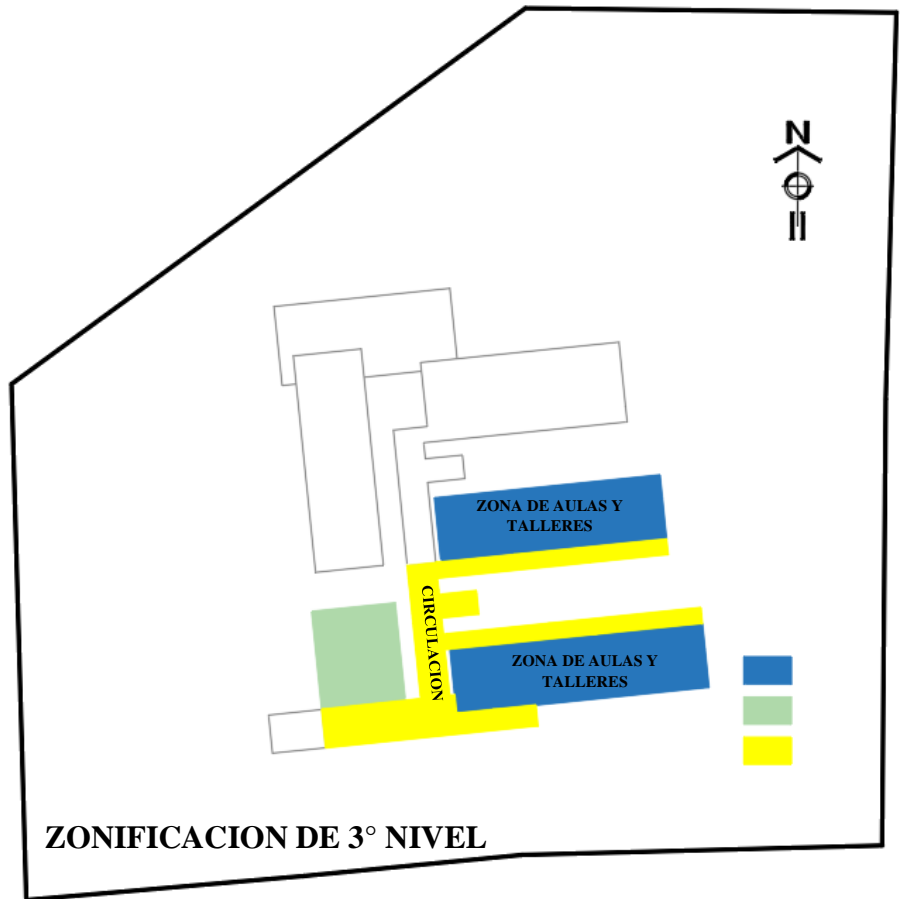 N
ZONA DE AULAS Y
TALLERES
CIRCULACION
ZONA DE AULAS Y
TALLERES
ZONIFICACION DE 3° NIVEL